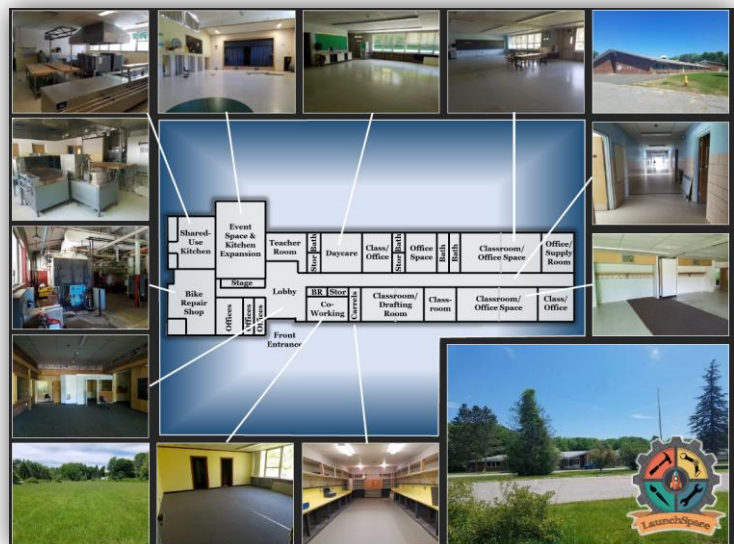 Shared-
Use
Kitchen
Event
Space &
Kitchen
Expansion
Stage
Bike
Repair
Shop
Offices
Offices
Offices
Teacher
Room
Lobby
Front
Entrance
Stor
Bath
Daycare
Class/
Office
Stor
Bath
Office
Space
Bath
Bath
Classroom/
Office Space
Office/
Supply
Room
BR
Stor
Co-
Working
Carrels
Classroom/
Drafting
Room
Class-
room
Classroom/
Office Space
Class/
Office
LaunchSpace